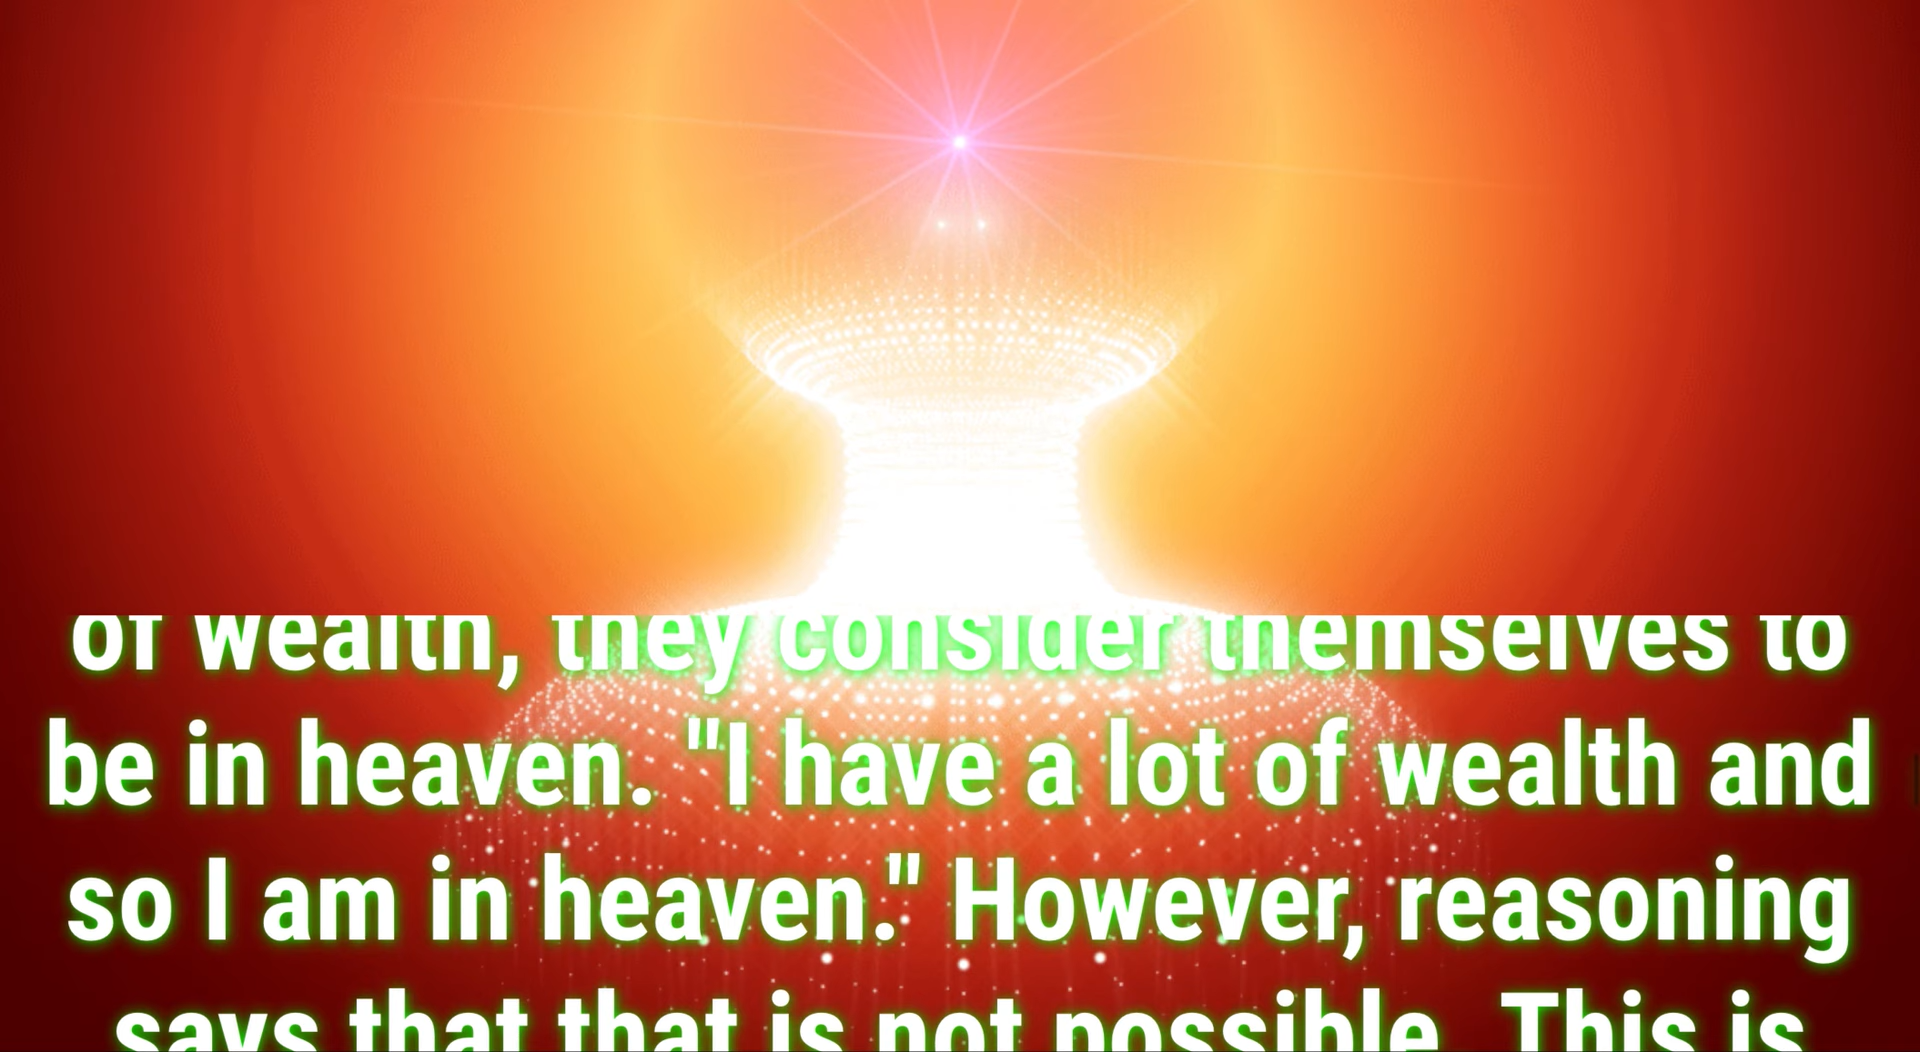 of wealth, they consider themselves to
be in heaven. "I have a lot of wealth and
so I am in heaven." However, reasoning
says that that is not possible. This is